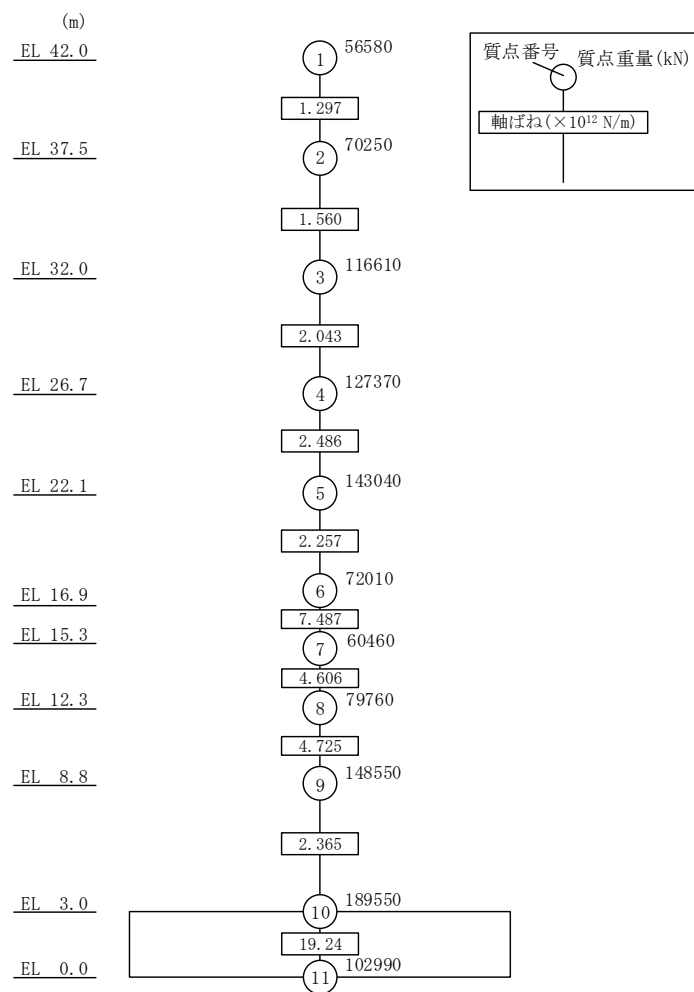 (m)
EL 42.0 1 56580
1.297
EL 37.5 2 70250
1.560
EL 32.0 3 116610
2.043
EL 26.7 4 127370
2.486
EL 22.1 5 143040
2.257
EL 16.9 6 72010
7.487
EL 15.3 7 60460
4.606
EL 12.3 8 79760
4.725
EL 8.8 9 148550
2.365
EL 3.0 10 189550
19.24
EL 0.0 11 102990
質点番号 質点重量(kN)
軸ばね(×10¹² N/m)